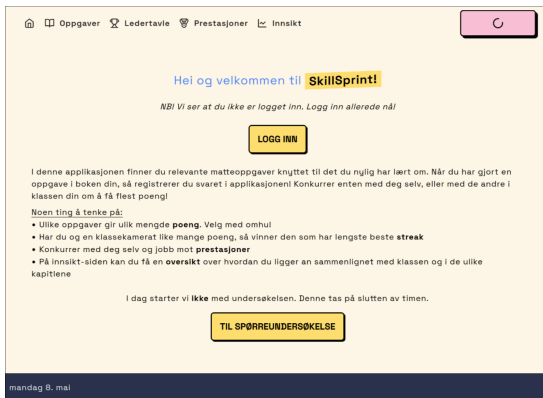 Oppgaver Ledertavle Prestasjoner Innsikt
Hei og velkommen til SkillSprint!
NB! Vi ser at du ikke er logget inn. Logg inn allerede nå!
LOGG INN
I denne applikasjonen finner du relevante matteoppgaver knyttet til det du nylig har lært om. Når du har gjort en
oppgave i boken din, så registrerer du svaret i applikasjonen! Konkurrer enten med deg selv, eller med de andre i
klassen din om å få flest poeng!
Noen ting å tenke på:
• Ulike oppgaver gir ulik mengde poeng. Velg med omhu!
• Har du og en klassekamerat like mange poeng, så vinner den som har lengste beste streak
• Konkurrer med deg selv og jobb mot prestasjoner
• På innsikt-siden kan du få en oversikt over hvordan du ligger an sammenlignet med klassen og i de ulike
kapitlene
I dag starter vi ikke med undersøkelsen. Denne tas på slutten av timen.
TIL SPØRREUNDERSØKELSE
mandag 8. mai